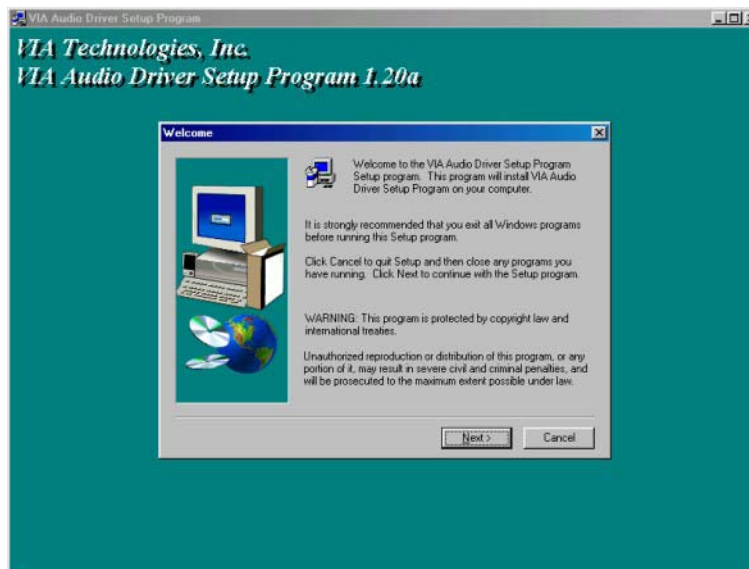 VIA Audio Driver Setup Program
VIA Technologies, Inc.
VIA Audio Driver Setup Program 1.20a
Welcome
Welcome to the VIA Audio Driver Setup Program
Setup program. This program will install VIA Audio
Driver Setup Program on your computer.
It is strongly recommended that you exit all Windows programs
before running this Setup program.
Click Cancel to quit Setup and then close any programs you
have running. Click Next to continue with the Setup program.
WARNING: This program is protected by copyright law and
international treaties.
Unauthorized reproduction or distribution of this program, or any
portion of it, may result in severe civil and criminal penalties, and
will be prosecuted to the maximum extent possible under law.
Next >
Cancel